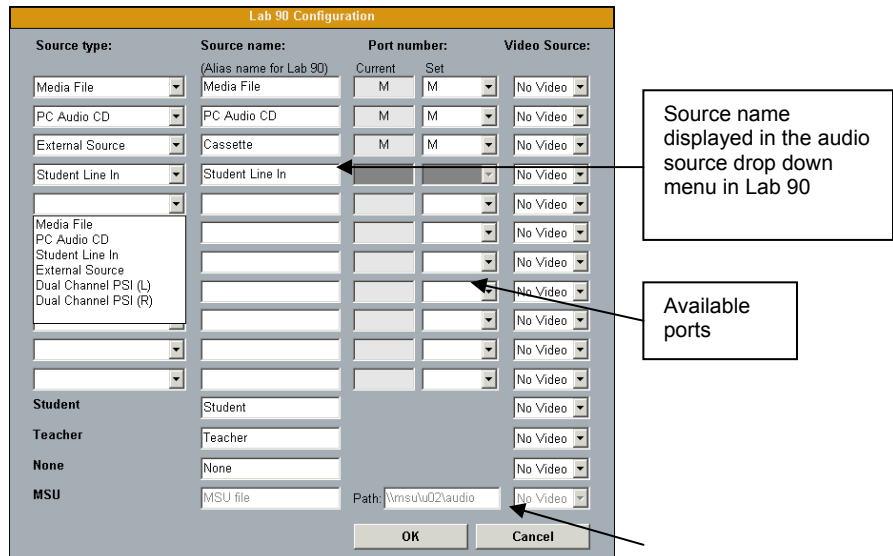 Lab 90 Configuration
Source type: Source name: Port number: Video Source:
(Alias name for Lab 90) Current Set
Media File Media File M M No Video
PC Audio CD PC Audio CD M M No Video
External Source Cassette M M No Video
Student Line In Student Line In No Video
No Video
Media File
PC Audio CD
Student Line In
External Source
Dual Channel PSI (L)
Dual Channel PSI (R)
No Video
No Video
No Video
No Video
No Video
No Video
Student Student No Video
Teacher Teacher No Video
None None No Video
MSU MSU file Path: \\msu\u02\audio No Video
OK Cancel
Source name
displayed in the audio
source drop down
menu in Lab 90
Available
ports